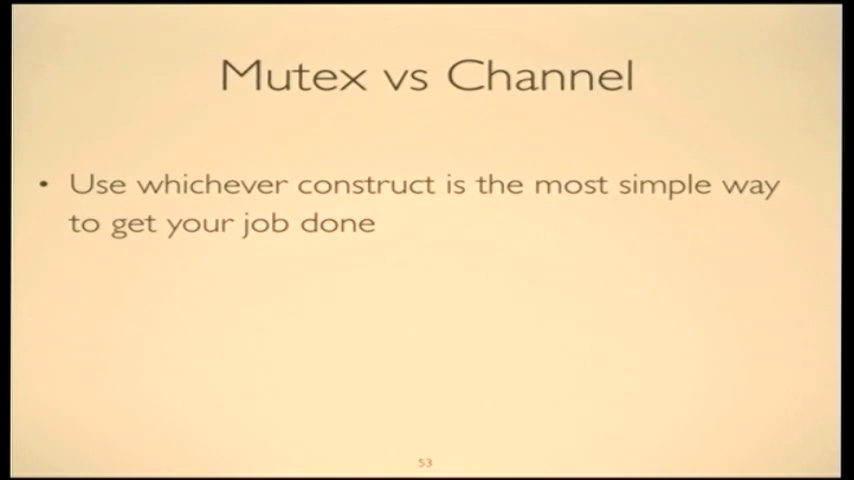 Mutex vs Channel
• Use whichever construct is the most simple way
to get your job done
53